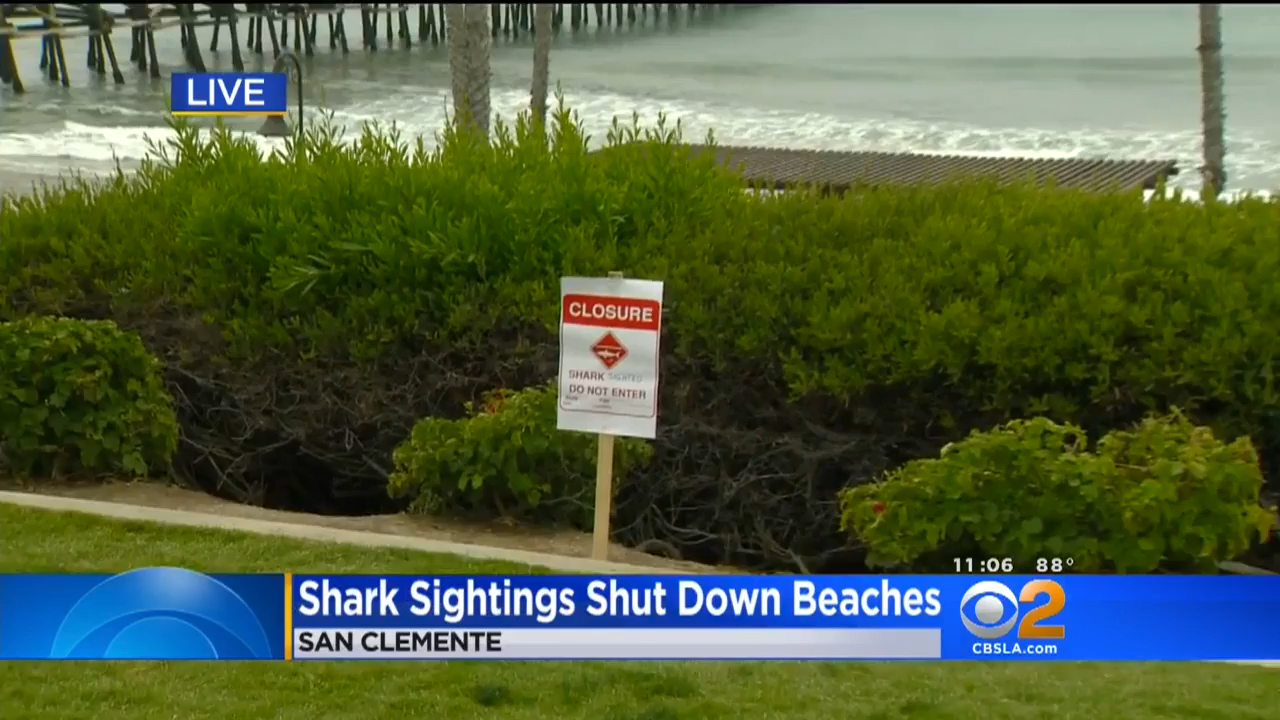 LIVE
CLOSURE
SHARK SIGHTED
DO NOT ENTER
11:06 88°
Shark Sightings Shut Down Beaches
SAN CLEMENTE
2
CBSLA.com